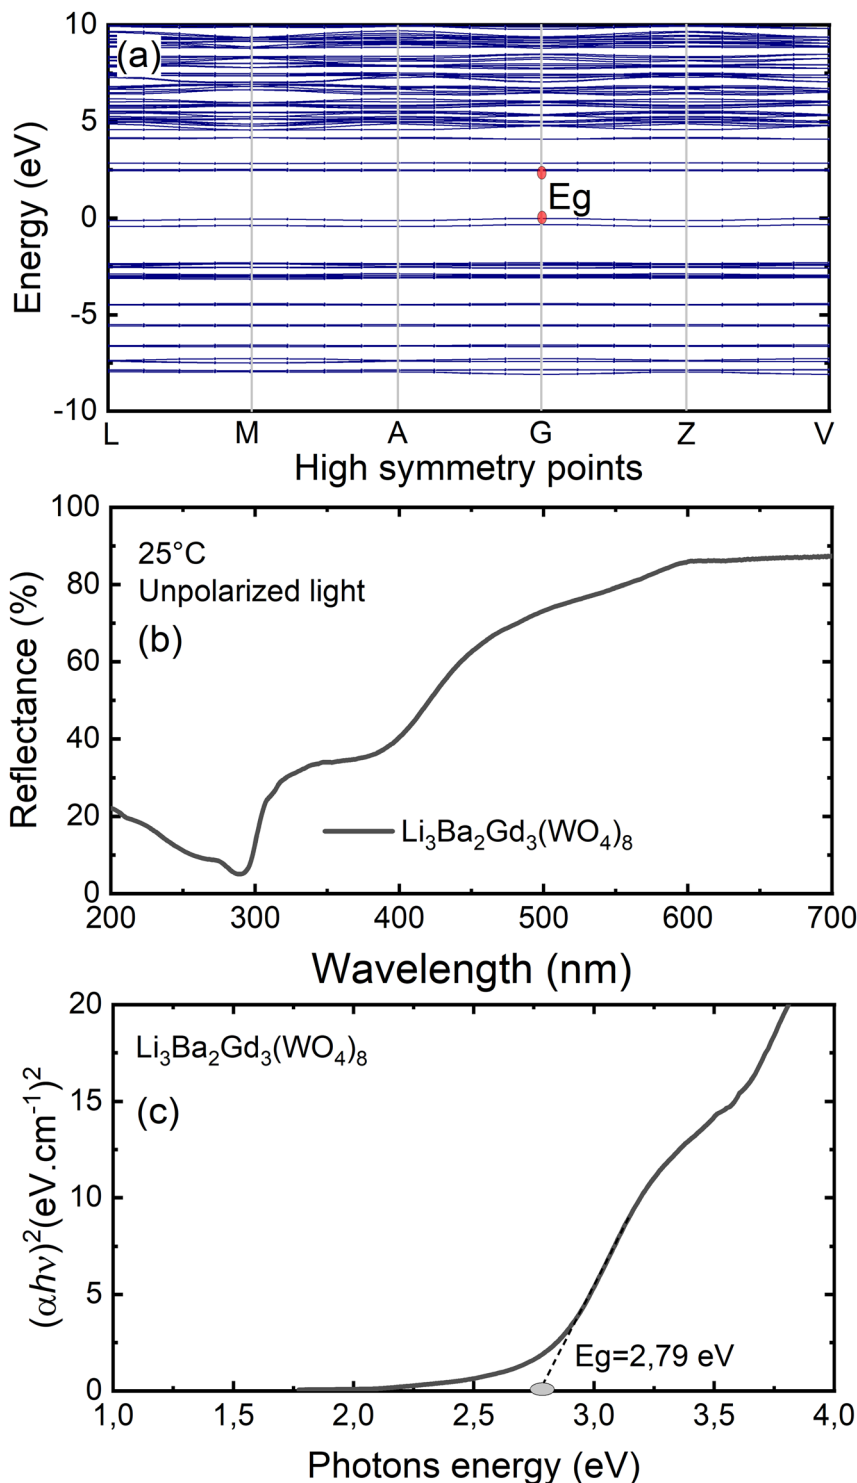 (a)
Energy (eV)
10
5
0
-5
-10
Eg
L M A G Z V
High symmetry points
100
80
60
40
20
0
Reflectance (%)
25°C
Unpolarized light
(b)
Li₃Ba₂Gd₃(WO₄)₈
200 300 400 500 600 700
Wavelength (nm)
20
15
10
5
0
(αhν)²(eV.cm⁻¹)²
Li₃Ba₂Gd₃(WO₄)₈
(c)
Eg=2,79 eV
1,0 1,5 2,0 2,5 3,0 3,5 4,0
Photons energy (eV)